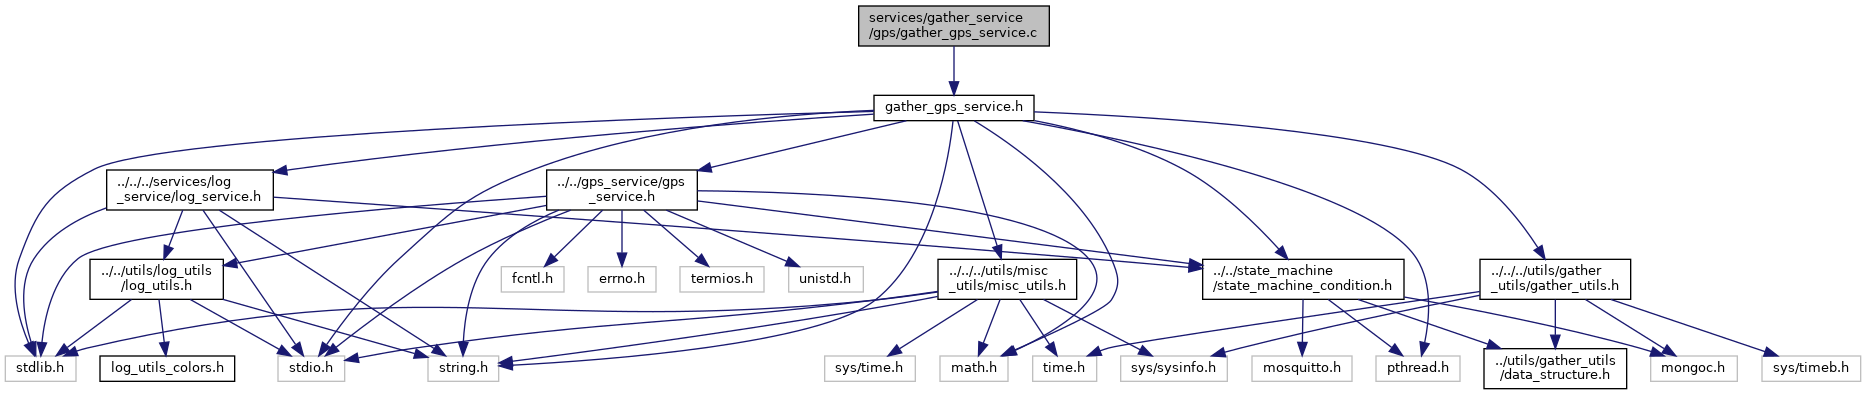 services/gather_service
/gps/gather_gps_service.c
gather_gps_service.h
../../../services/log
_service/log_service.h
../../gps_service/gps
_service.h
../../utils/log_utils
/log_utils.h
fcntl.h
errno.h
termios.h
unistd.h
../../../utils/misc
_utils/misc_utils.h
../../state_machine
/state_machine_condition.h
../../../utils/gather
_utils/gather_utils.h
stdlib.h
log_utils_colors.h
stdio.h
string.h
sys/time.h
math.h
time.h
sys/sysinfo.h
mosquitto.h
pthread.h
../utils/gather_utils
/data_structure.h
mongoc.h
sys/timeb.h